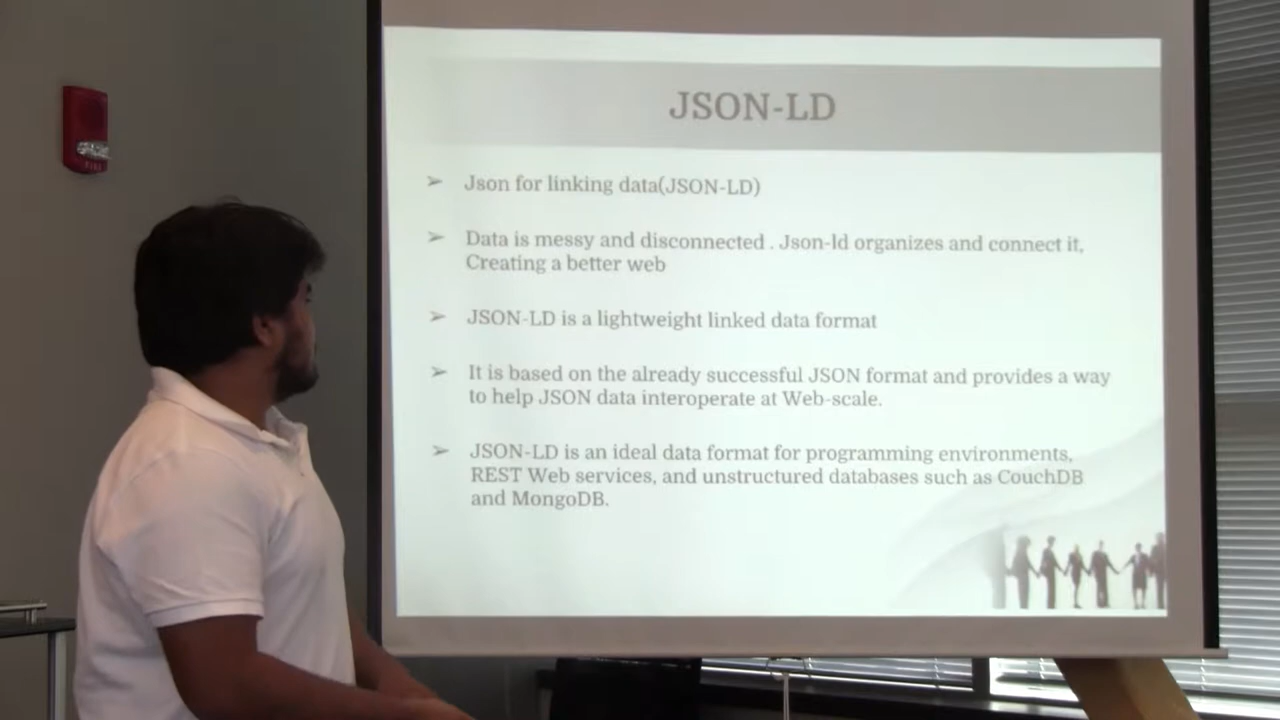 JSON-LD
➢ Json for linking data(JSON-LD)
➢ Data is messy and disconnected . Json-ld organizes and connect it,
Creating a better web
➢ JSON-LD is a lightweight linked data format
➢ It is based on the already successful JSON format and provides a way
to help JSON data interoperate at Web-scale.
➢ JSON-LD is an ideal data format for programming environments,
REST Web services, and unstructured databases such as CouchDB
and MongoDB.
FIRE